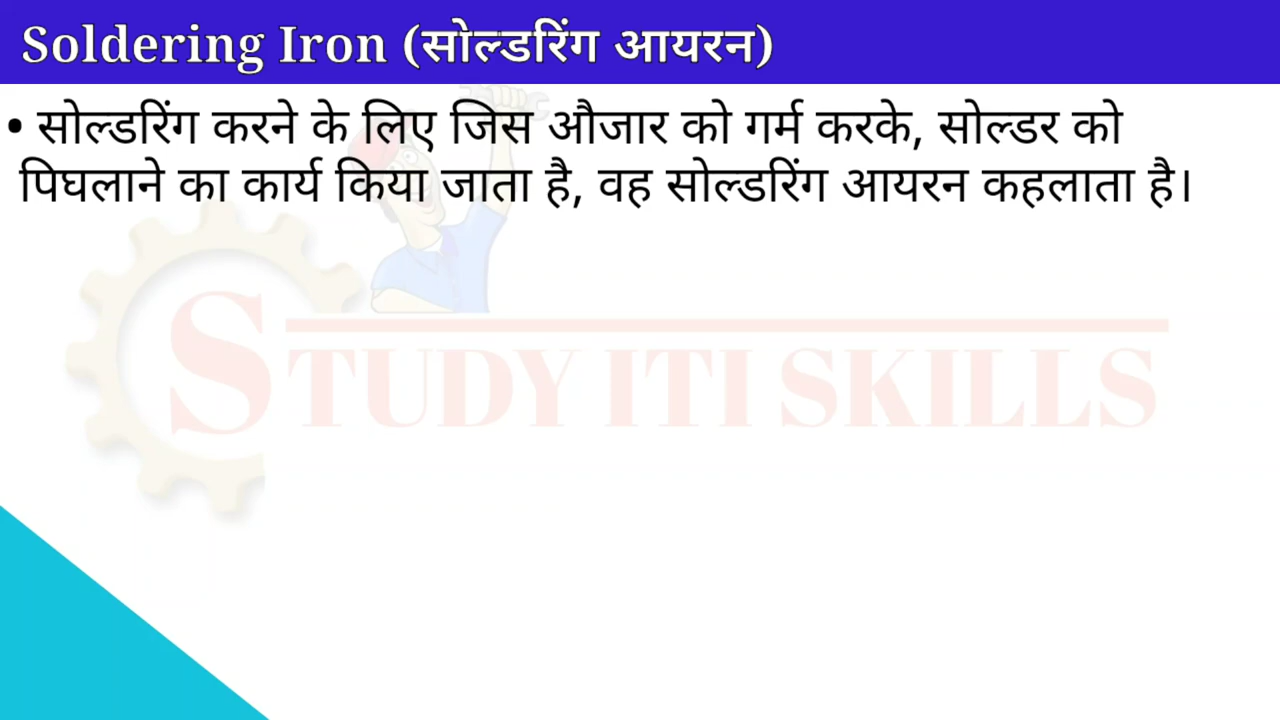 Soldering Iron (सोल्डरिंग आयरन)
• सोल्डरिंग करने के लिए जिस औजार को गर्म करके, सोल्डर को
पिघलाने का कार्य किया जाता है, वह सोल्डरिंग आयरन कहलाता है।
STUDY ITI SKILLS